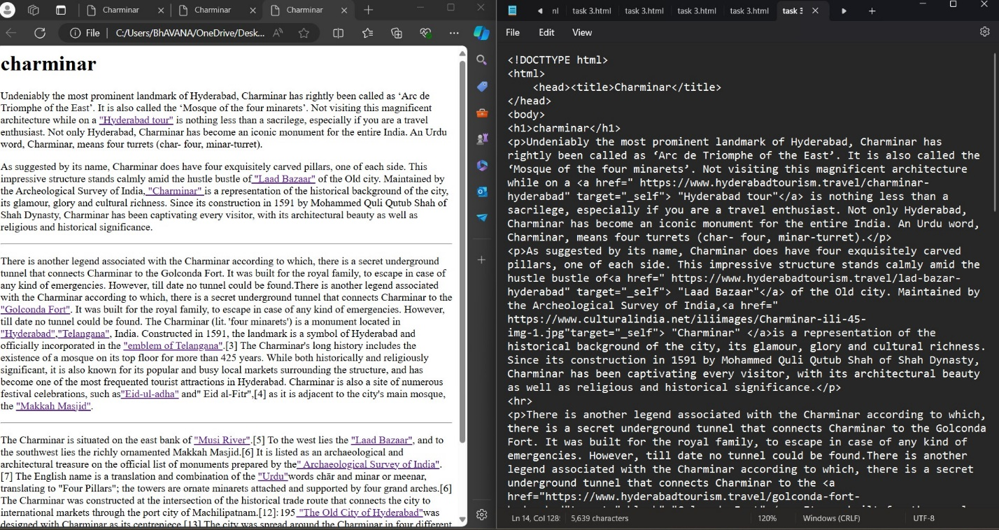 Charminar
Charminar
Charminar
File
C:/Users/BhAVANA/OneDrive/Desk...
charminar
Undeniably the most prominent landmark of Hyderabad, Charminar has rightly been called as ‘Arc de
Triomphe of the East’. It is also called the ‘Mosque of the four minarets’. Not visiting this magnificent
architecture while on a "Hyderabad tour" is nothing less than a sacrilege, especially if you are a travel
enthusiast. Not only Hyderabad, Charminar has become an iconic monument for the entire India. An Urdu
word, Charminar, means four turrets (char- four, minar-turret).
As suggested by its name, Charminar does have four exquisitely carved pillars, one of each side. This
impressive structure stands calmly amid the hustle bustle of "Laad Bazaar" of the Old city. Maintained by
the Archeological Survey of India, "Charminar" is a representation of the historical background of the city,
its glamour, glory and cultural richness. Since its construction in 1591 by Mohammed Quli Qutub Shah of
Shah Dynasty, Charminar has been captivating every visitor, with its architectural beauty as well as
religious and historical significance.
There is another legend associated with the Charminar according to which, there is a secret underground
tunnel that connects Charminar to the Golconda Fort. It was built for the royal family, to escape in case of
any kind of emergencies. However, till date no tunnel could be found.There is another legend associated
with the Charminar according to which, there is a secret underground tunnel that connects Charminar to the
"Golconda Fort". It was built for the royal family, to escape in case of any kind of emergencies. However,
till date no tunnel could be found. The Charminar (lit. 'four minarets') is a monument located in
"Hyderabad","Telangana", India. Constructed in 1591, the landmark is a symbol of Hyderabad and
officially incorporated in the "emblem of Telangana".[3] The Charminar's long history includes the
existence of a mosque on its top floor for more than 425 years. While both historically and religiously
significant, it is also known for its popular and busy local markets surrounding the structure, and has
become one of the most frequented tourist attractions in Hyderabad. Charminar is also a site of numerous
festival celebrations, such as"Eid-ul-adha" and" Eid al-Fitr",[4] as it is adjacent to the city's main mosque,
the "Makkah Masjid".
The Charminar is situated on the east bank of "Musi River".[5] To the west lies the "Laad Bazaar", and to
the southwest lies the richly ornamented Makkah Masjid.[6] It is listed as an archaeological and
architectural treasure on the official list of monuments prepared by the" Archaeological Survey of India".
[7] The English name is a translation and combination of the "Urdu"words chār and minar or meenar,
translating to "Four Pillars"; the towers are ornate minarets attached and supported by four grand arches.[6]
The Charminar was constructed at the intersection of the historical trade route that connects the city to
international markets through the port city of Machilipatnam.[12]:195 "The Old City of Hyderabad"was
designed with Charminar as its centrepiece.[13] The city was spread around the Charminar in four different
nl
task 3.html
task 3.html
task 3.html
task 3.html
task 3
File Edit View
<!DOCTTYPE html>
<html>
<head><title>Charminar</title>
</head>
<body>
<h1>charminar</h1>
<p>Undeniably the most prominent landmark of Hyderabad, Charminar has
rightly been called as ‘Arc de Triomphe of the East’. It is also called the
‘Mosque of the four minarets’. Not visiting this magnificent architecture
while on a <a href=" https://www.hyderabadtourism.travel/charminar-
hyderabad" target="_self"> "Hyderabad tour"</a> is nothing less than a
sacrilege, especially if you are a travel enthusiast. Not only Hyderabad,
Charminar has become an iconic monument for the entire India. An Urdu word,
Charminar, means four turrets (char- four, minar-turret).</p>
<p>As suggested by its name, Charminar does have four exquisitely carved
pillars, one of each side. This impressive structure stands calmly amid the
hustle bustle of<a href=" https://www.hyderabadtourism.travel/lad-bazar-
hyderabad" target="_self"> "Laad Bazaar"</a> of the Old city. Maintained by
the Archeological Survey of India,<a href="
https://www.culturalindia.net/iliimages/Charminar-ili-45-
img-1.jpg"target="_self"> "Charminar" </a>is a representation of the
historical background of the city, its glamour, glory and cultural richness.
Since its construction in 1591 by Mohammed Quli Qutub Shah of Shah Dynasty,
Charminar has been captivating every visitor, with its architectural beauty
as well as religious and historical significance.</p>
<hr>
<p>There is another legend associated with the Charminar according to which,
there is a secret underground tunnel that connects Charminar to the Golconda
Fort. It was built for the royal family, to escape in case of any kind of
emergencies. However, till date no tunnel could be found.There is another
legend associated with the Charminar according to which, there is a secret
underground tunnel that connects Charminar to the <a
href="https://www.hyderabadtourism.travel/golconda-fort-
Ln 14, Col 128
5,639 characters
120%
Windows (CRLF)
UTF-8